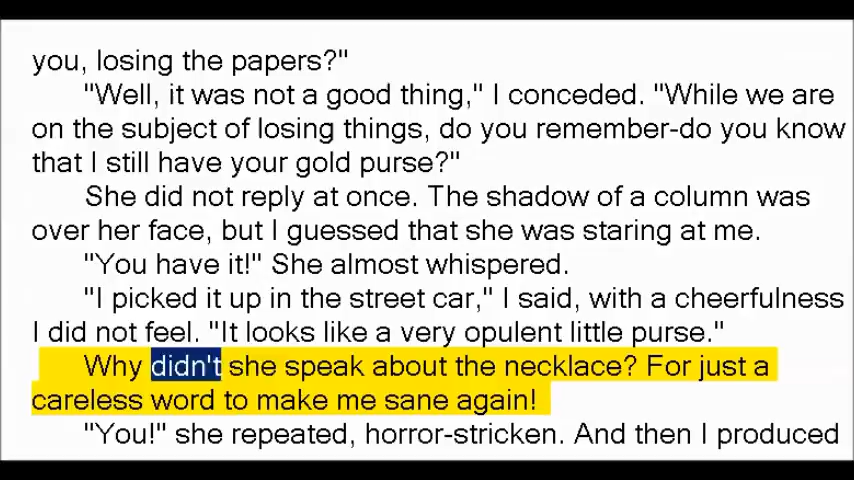 you, losing the papers?"
"Well, it was not a good thing," I conceded. "While we are
on the subject of losing things, do you remember-do you know
that I still have your gold purse?"
She did not reply at once. The shadow of a column was
over her face, but I guessed that she was staring at me.
"You have it!" She almost whispered.
"I picked it up in the street car," I said, with a cheerfulness
I did not feel. "It looks like a very opulent little purse."
Why didn't she speak about the necklace? For just a
careless word to make me sane again!
"You!" she repeated, horror-stricken. And then I produced